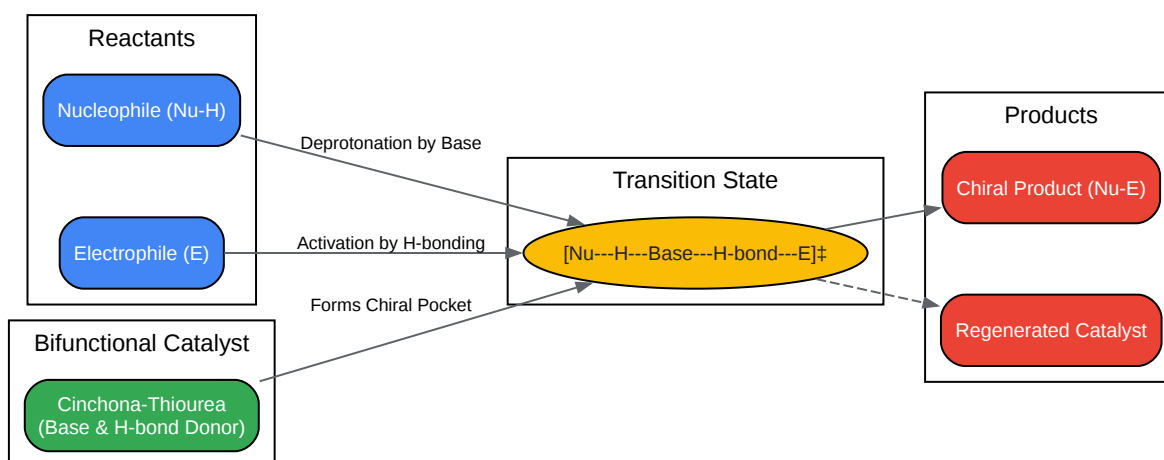 Reactants
Nucleophile (Nu-H)
Electrophile (E)
Bifunctional Catalyst
Cinchona-Thiourea
(Base & H-bond Donor)
Deprotonation by Base
Activation by H-bonding
Forms Chiral Pocket
Transition State
[Nu---H---Base---H-bond---E]‡
Products
Chiral Product (Nu-E)
Regenerated Catalyst